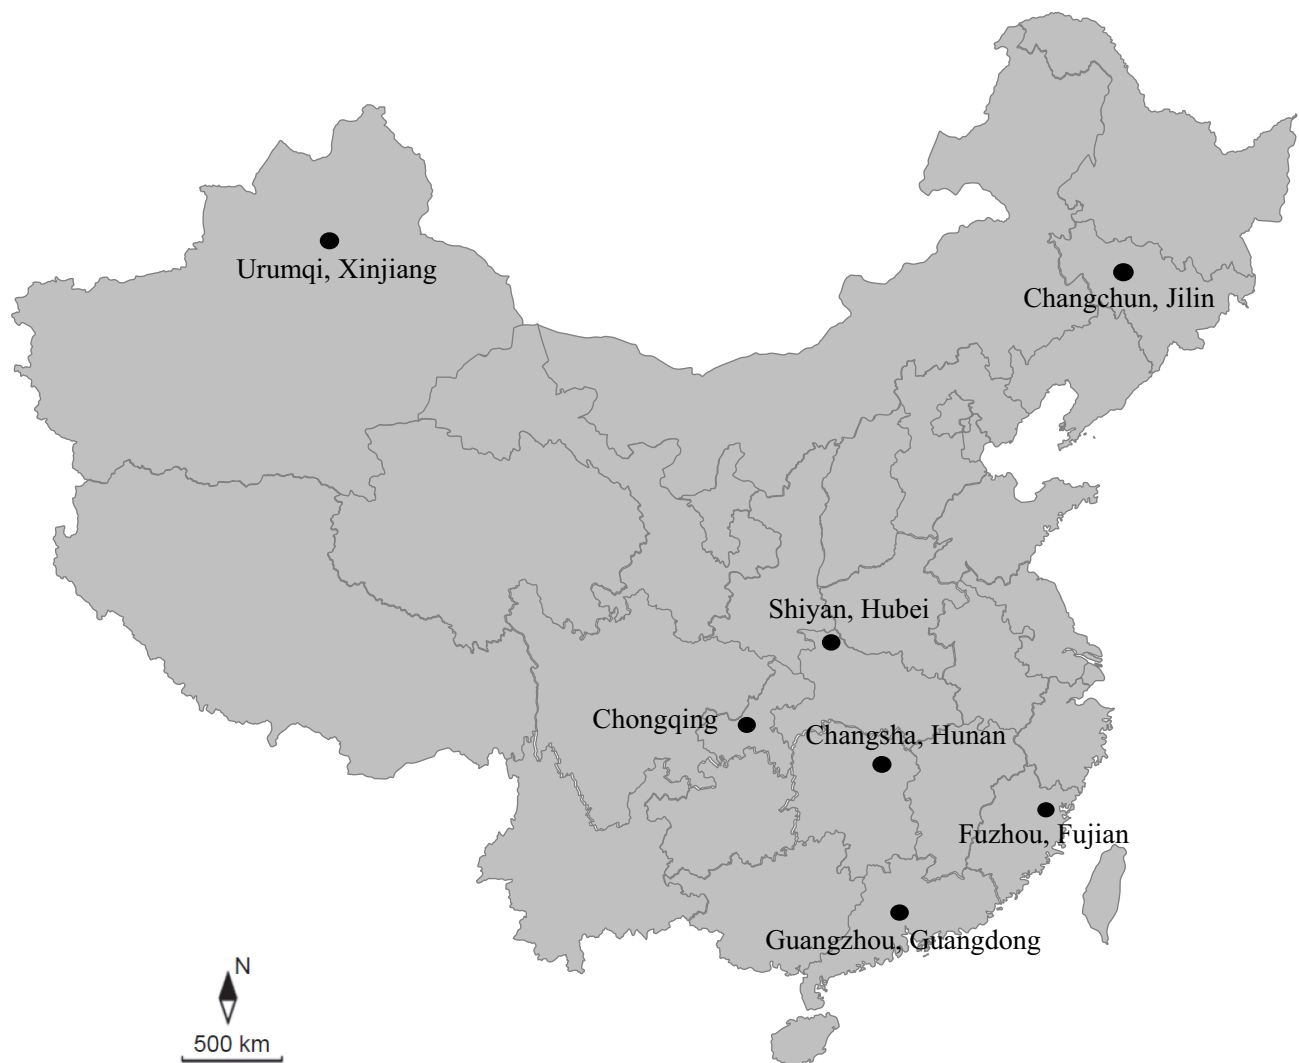 Urumqi, Xinjiang
Changchun, Jilin
Shiyan, Hubei
Chongqing
Changsha, Hunan
Fuzhou, Fujian
Guangzhou, Guangdong
N
500 km